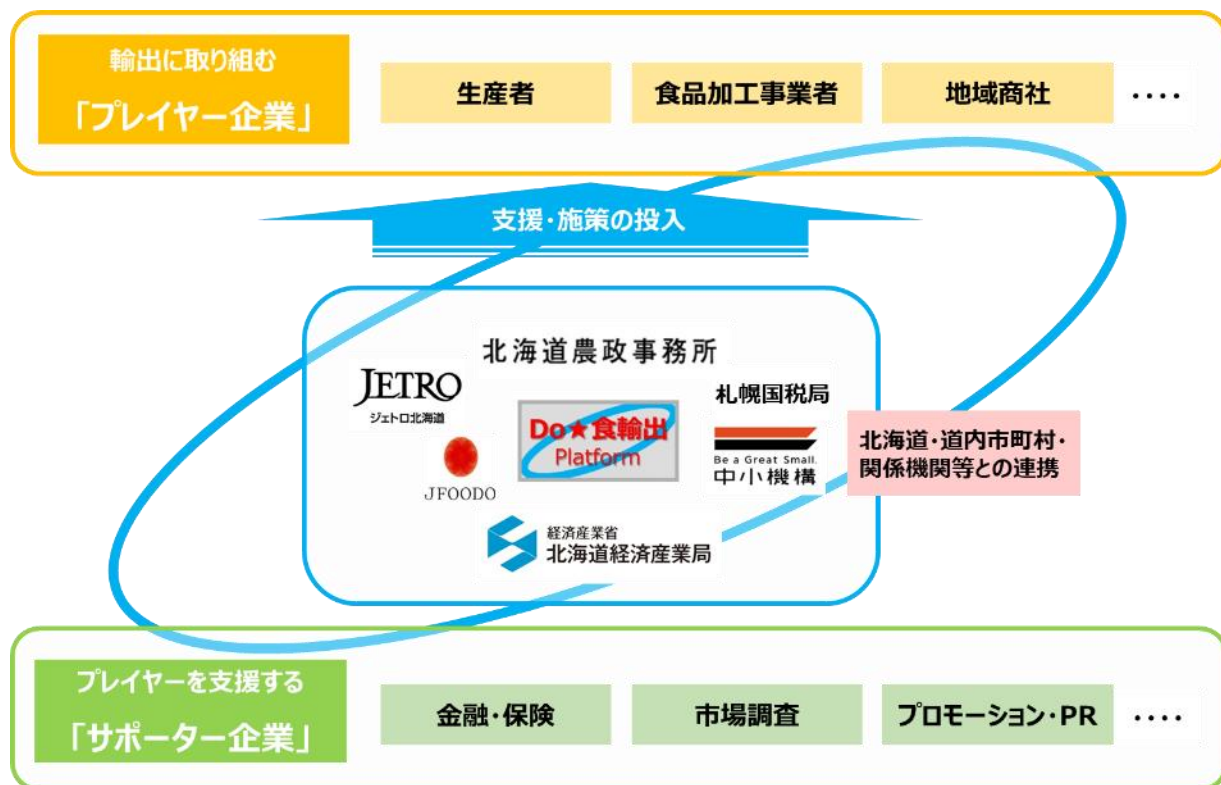 輸出に取り組む
「プレイヤー企業」
生産者
食品加工事業者
地域商社
‥‥
支援・施策の投入
北海道農政事務所
JETRO
ジェトロ北海道
札幌国税局
Do★食輸出
Platform
JFOODO
Be a Great Small.
中小機構
北海道・道内市町村・
関係機関等との連携
経済産業省
北海道経済産業局
プレイヤーを支援する
「サポーター企業」
金融・保険
市場調査
プロモーション・PR
‥‥